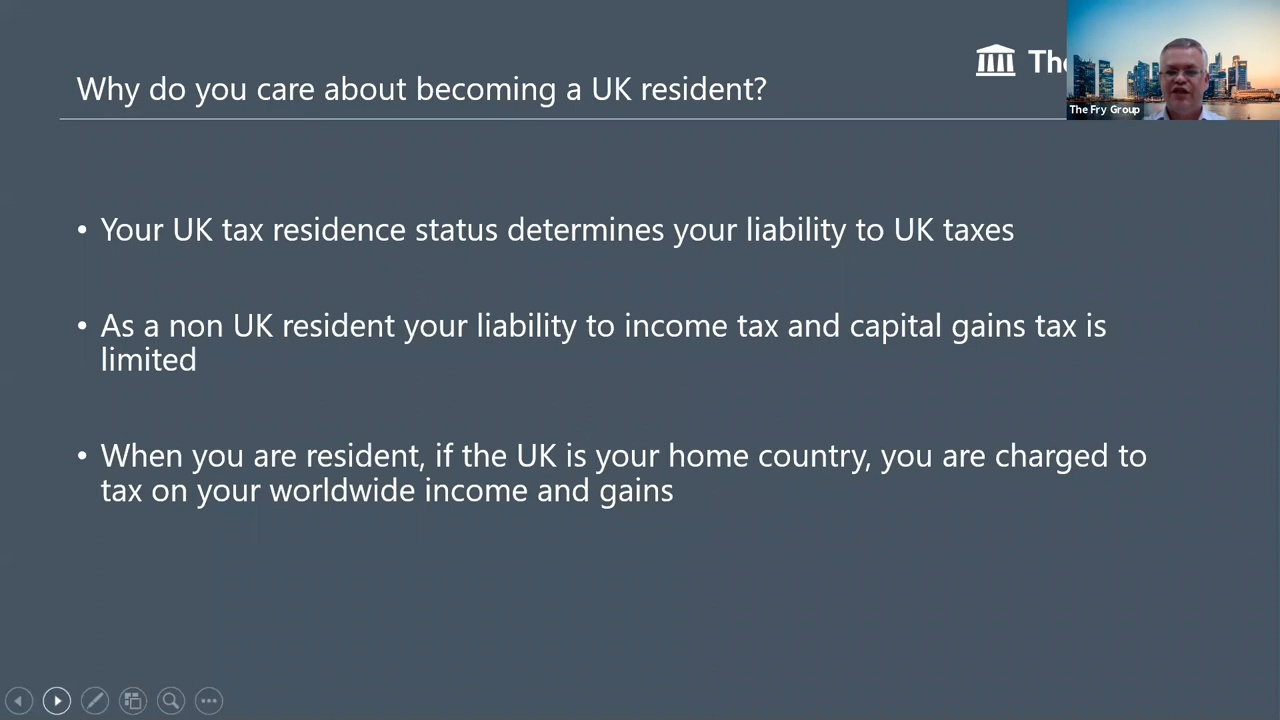 Why do you care about becoming a UK resident?
The Fry Group
• Your UK tax residence status determines your liability to UK taxes
• As a non UK resident your liability to income tax and capital gains tax is
limited
• When you are resident, if the UK is your home country, you are charged to
tax on your worldwide income and gains